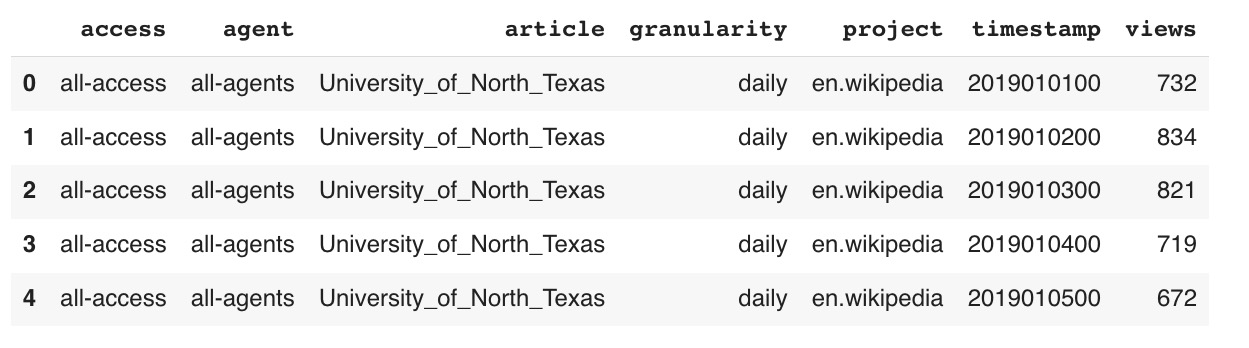 access agent article granularity project timestamp views
0 all-access all-agents University_of_North_Texas daily en.wikipedia 2019010100 732
1 all-access all-agents University_of_North_Texas daily en.wikipedia 2019010200 834
2 all-access all-agents University_of_North_Texas daily en.wikipedia 2019010300 821
3 all-access all-agents University_of_North_Texas daily en.wikipedia 2019010400 719
4 all-access all-agents University_of_North_Texas daily en.wikipedia 2019010500 672